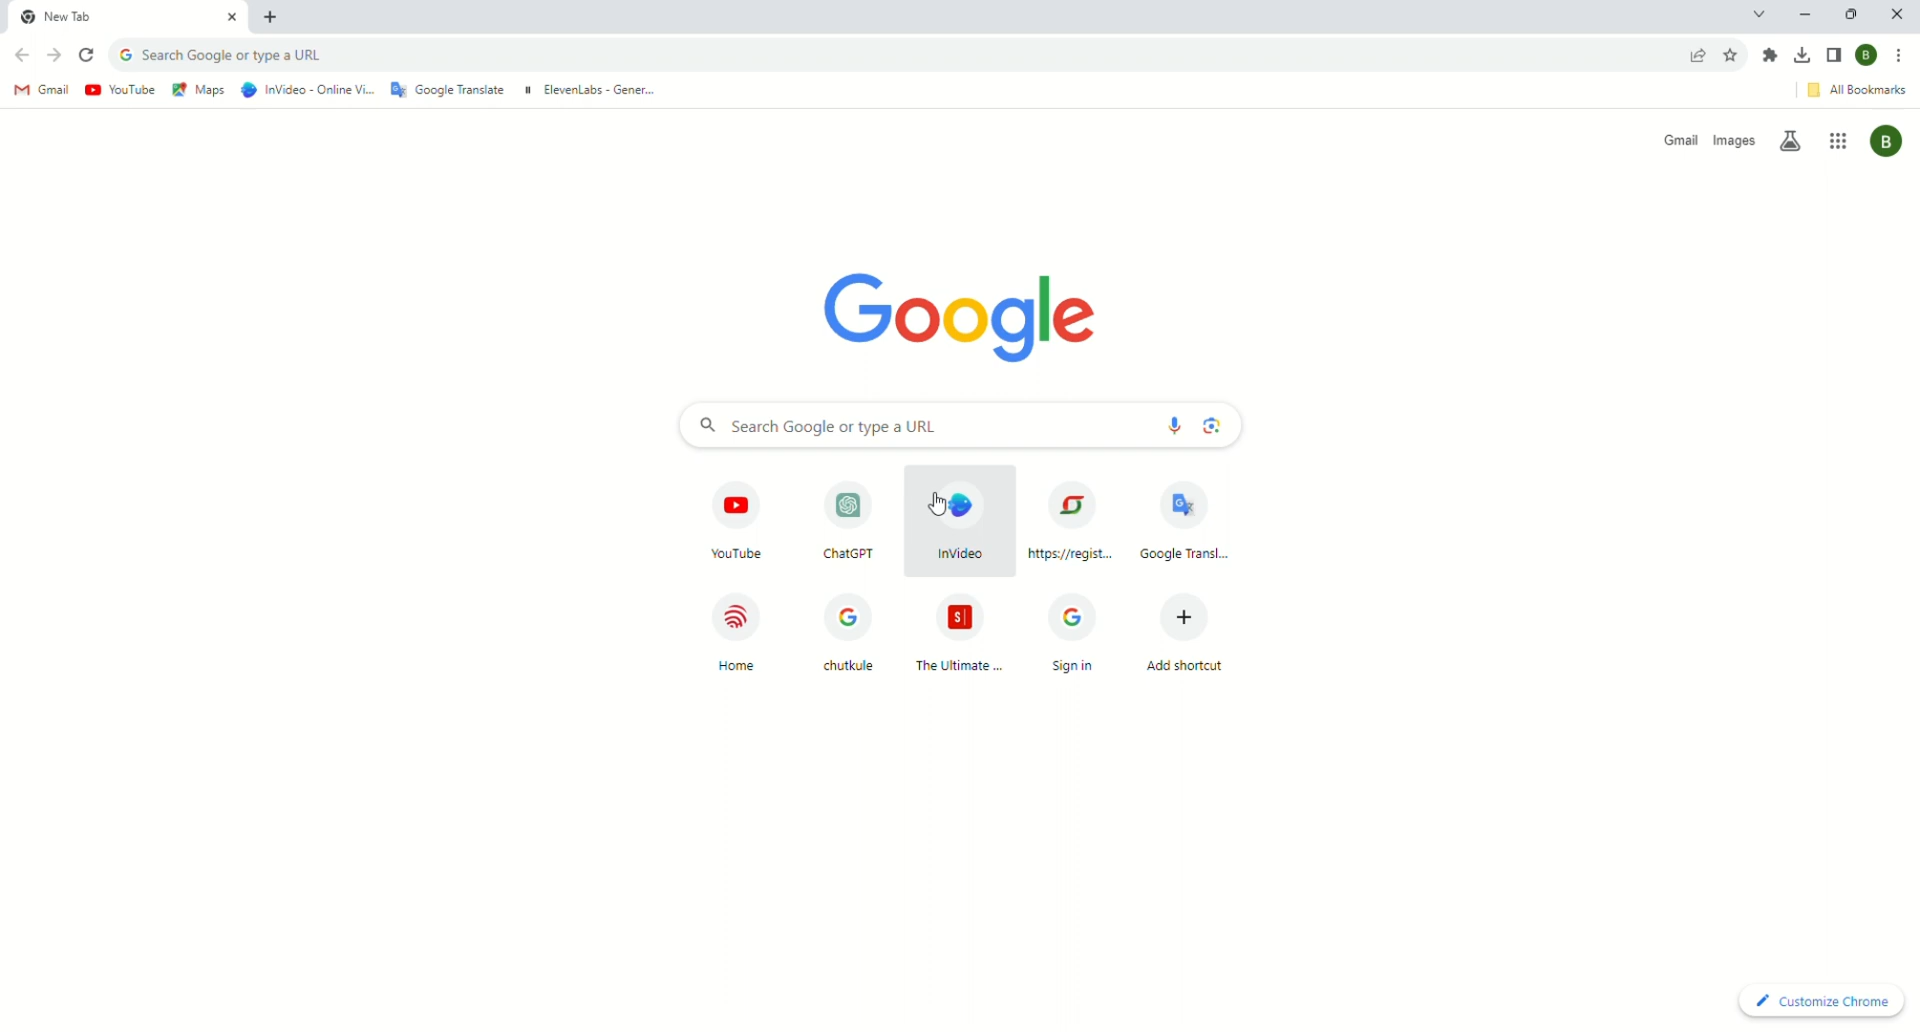 New Tab
Search Google or type a URL
Gmail YouTube Maps InVideo - Online Vi... Google Translate ElevenLabs - Gener... All Bookmarks
Gmail Images B
Google
Search Google or type a URL
YouTube ChatGPT InVideo https://regist... Google Transl...
Home chutkule The Ultimate ... Sign in Add shortcut
Customize Chrome